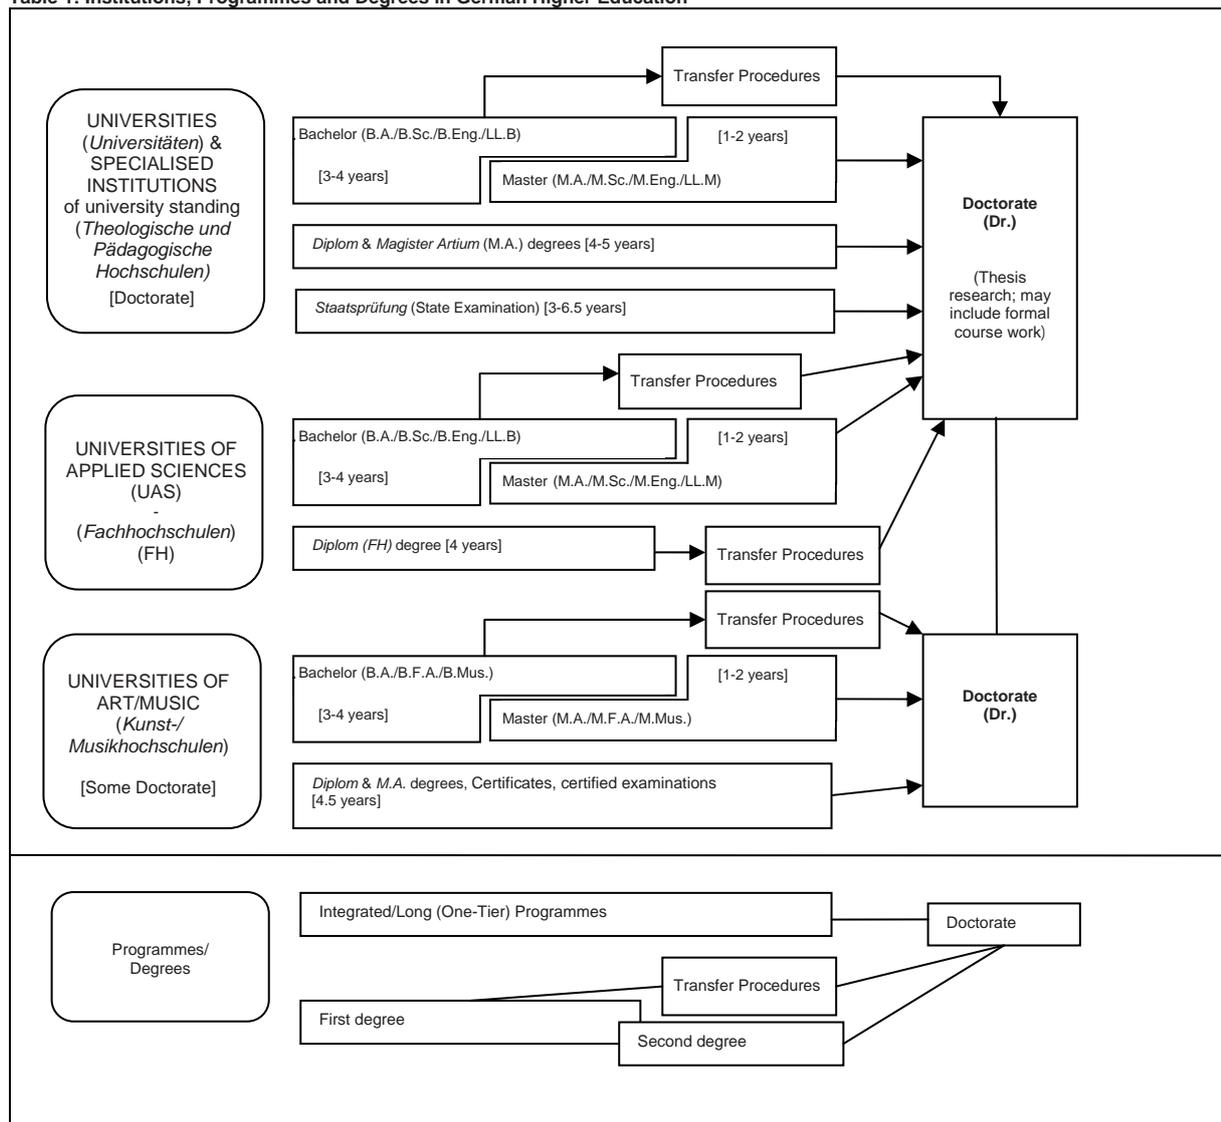 Table 1: Institutions, Programmes and Degrees in German Higher Education
Transfer Procedures
UNIVERSITIES
(Universitäten) &
SPECIALISED
INSTITUTIONS
of university standing
(Theologische und
Pädagogische
Hochschulen)
[Doctorate]
Bachelor (B.A./B.Sc./B.Eng./LL.B)
[3-4 years]
[1-2 years]
Master (M.A./M.Sc./M.Eng./LL.M)
Diplom & Magister Artium (M.A.) degrees [4-5 years]
Staatsprüfung (State Examination) [3-6.5 years]
Doctorate
(Dr.)
(Thesis
research; may
include formal
course work)
UNIVERSITIES OF
APPLIED SCIENCES
(UAS)
-
(Fachhochschulen)
(FH)
Transfer Procedures
Bachelor (B.A./B.Sc./B.Eng./LL.B)
[3-4 years]
[1-2 years]
Master (M.A./M.Sc./M.Eng./LL.M)
Diplom (FH) degree [4 years]
Transfer Procedures
Transfer Procedures
UNIVERSITIES OF
ART/MUSIC
(Kunst-/
Musikhochschulen)
[Some Doctorate]
Bachelor (B.A./B.F.A./B.Mus.)
[3-4 years]
[1-2 years]
Master (M.A./M.F.A./M.Mus.)
Diplom & M.A. degrees, Certificates, certified examinations
[4.5 years]
Doctorate
(Dr.)
Programmes/
Degrees
Integrated/Long (One-Tier) Programmes
Doctorate
Transfer Procedures
First degree
Second degree